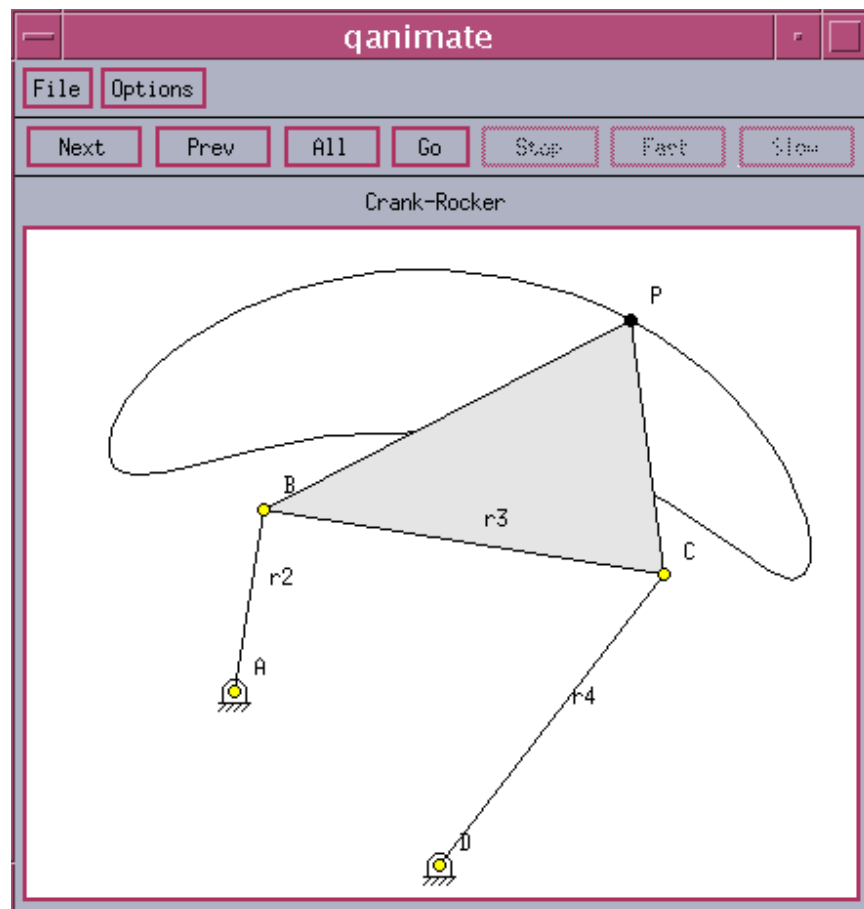 qanimate
File Options
Next Prev All Go Stop Fast Slow
Crank-Rocker
P
B
r3
C
r2
A
r4
D